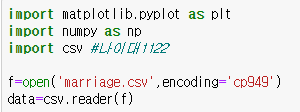 import matplotlib.pyplot as plt
import numpy as np
import csv #나이대1122
f=open('marriage.csv',encoding='cp949')
data=csv.reader(f)